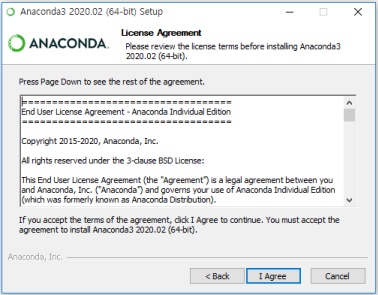 Anaconda3 2020.02 (64-bit) Setup
ANACONDA.
License Agreement
Please review the license terms before installing Anaconda3
2020.02 (64-bit).
Press Page Down to see the rest of the agreement.
===================================
End User License Agreement - Anaconda Individual Edition
===================================
Copyright 2015-2020, Anaconda, Inc.
All rights reserved under the 3-clause BSD License:
This End User License Agreement (the "Agreement") is a legal agreement between you
and Anaconda, Inc. ("Anaconda") and governs your use of Anaconda Individual Edition
(which was formerly known as Anaconda Distribution).
If you accept the terms of the agreement, click I Agree to continue. You must accept the
agreement to install Anaconda3 2020.02 (64-bit).
Anaconda, Inc.
< Back
I Agree
Cancel